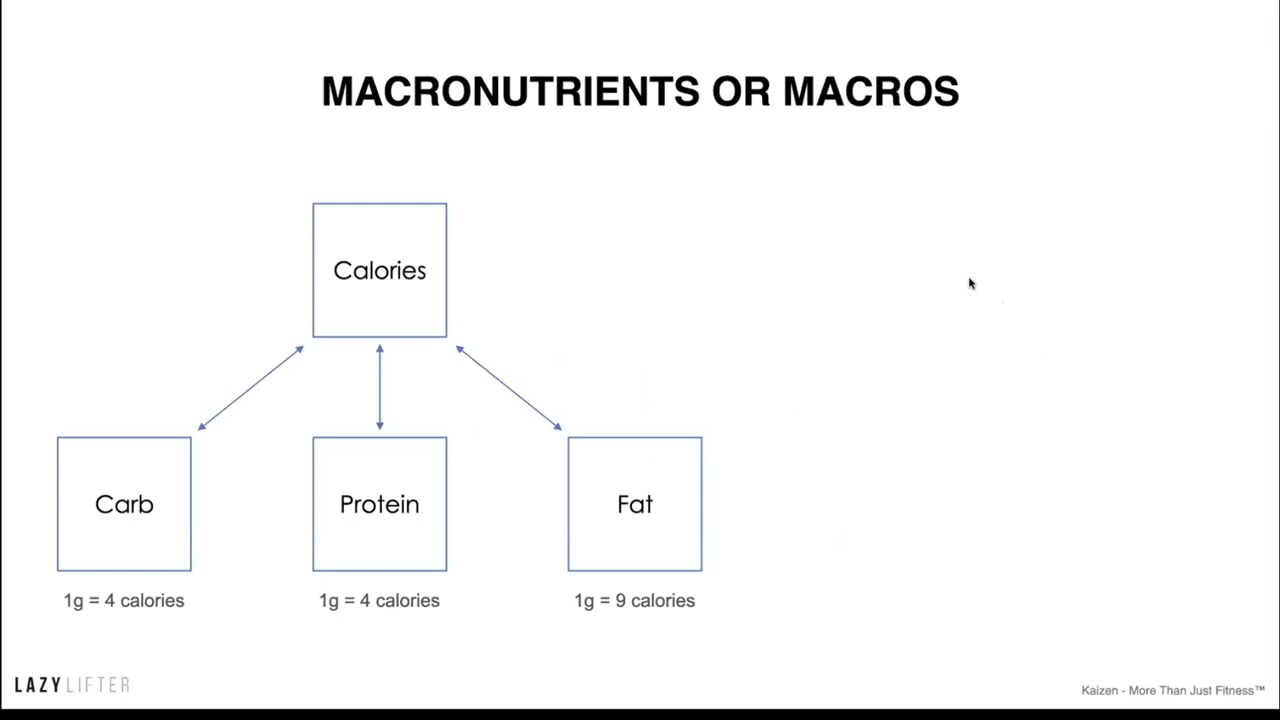 MACRONUTRIENTS OR MACROS
Calories
Carb
Protein
Fat
1g = 4 calories
1g = 4 calories
1g = 9 calories
LAZYLIFTER
Kaizen - More Than Just Fitness™